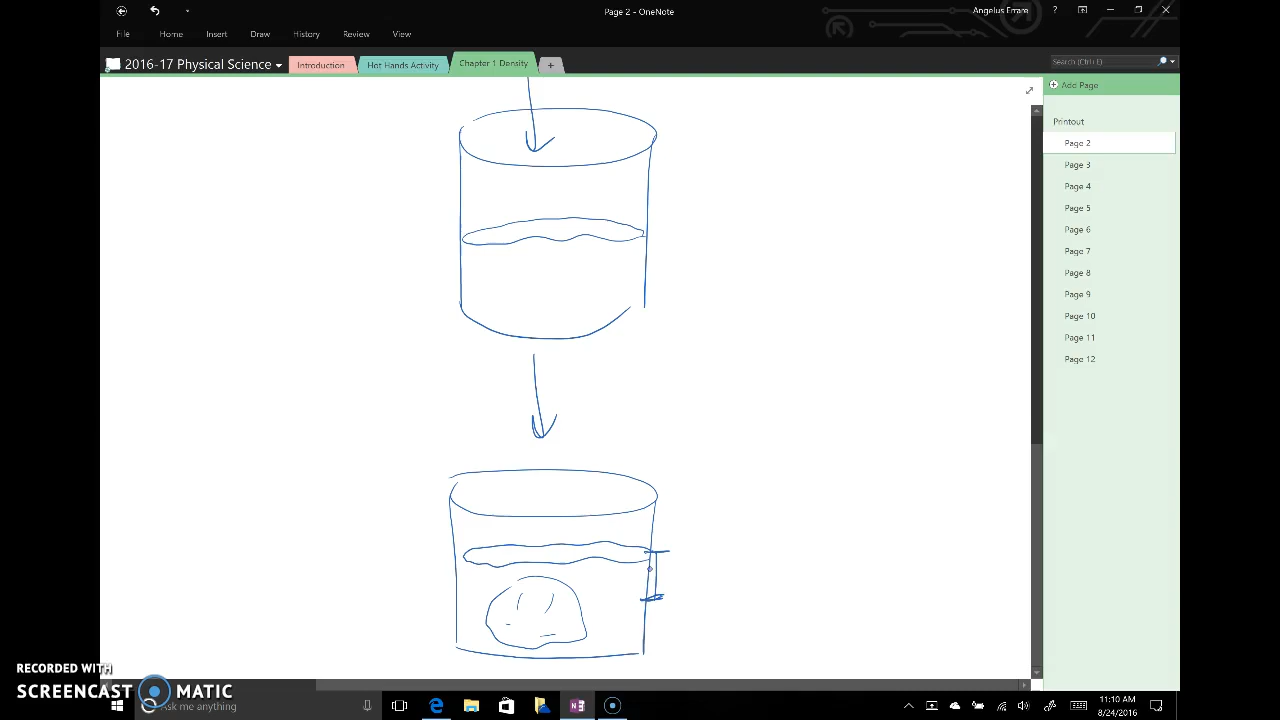 Page 2 - OneNote
Angelus Errare
?
File Home Insert Draw History Review View
2016-17 Physical Science
Introduction
Hot Hands Activity
Chapter 1 Density
+
Search (Ctrl+E)
Add Page
Printout
Page 2
Page 3
Page 4
Page 5
Page 6
Page 7
Page 8
Page 9
Page 10
Page 11
Page 12
RECORDED WITH
SCREENCAST MATIC
Ask me anything
11:10 AM
8/24/2016